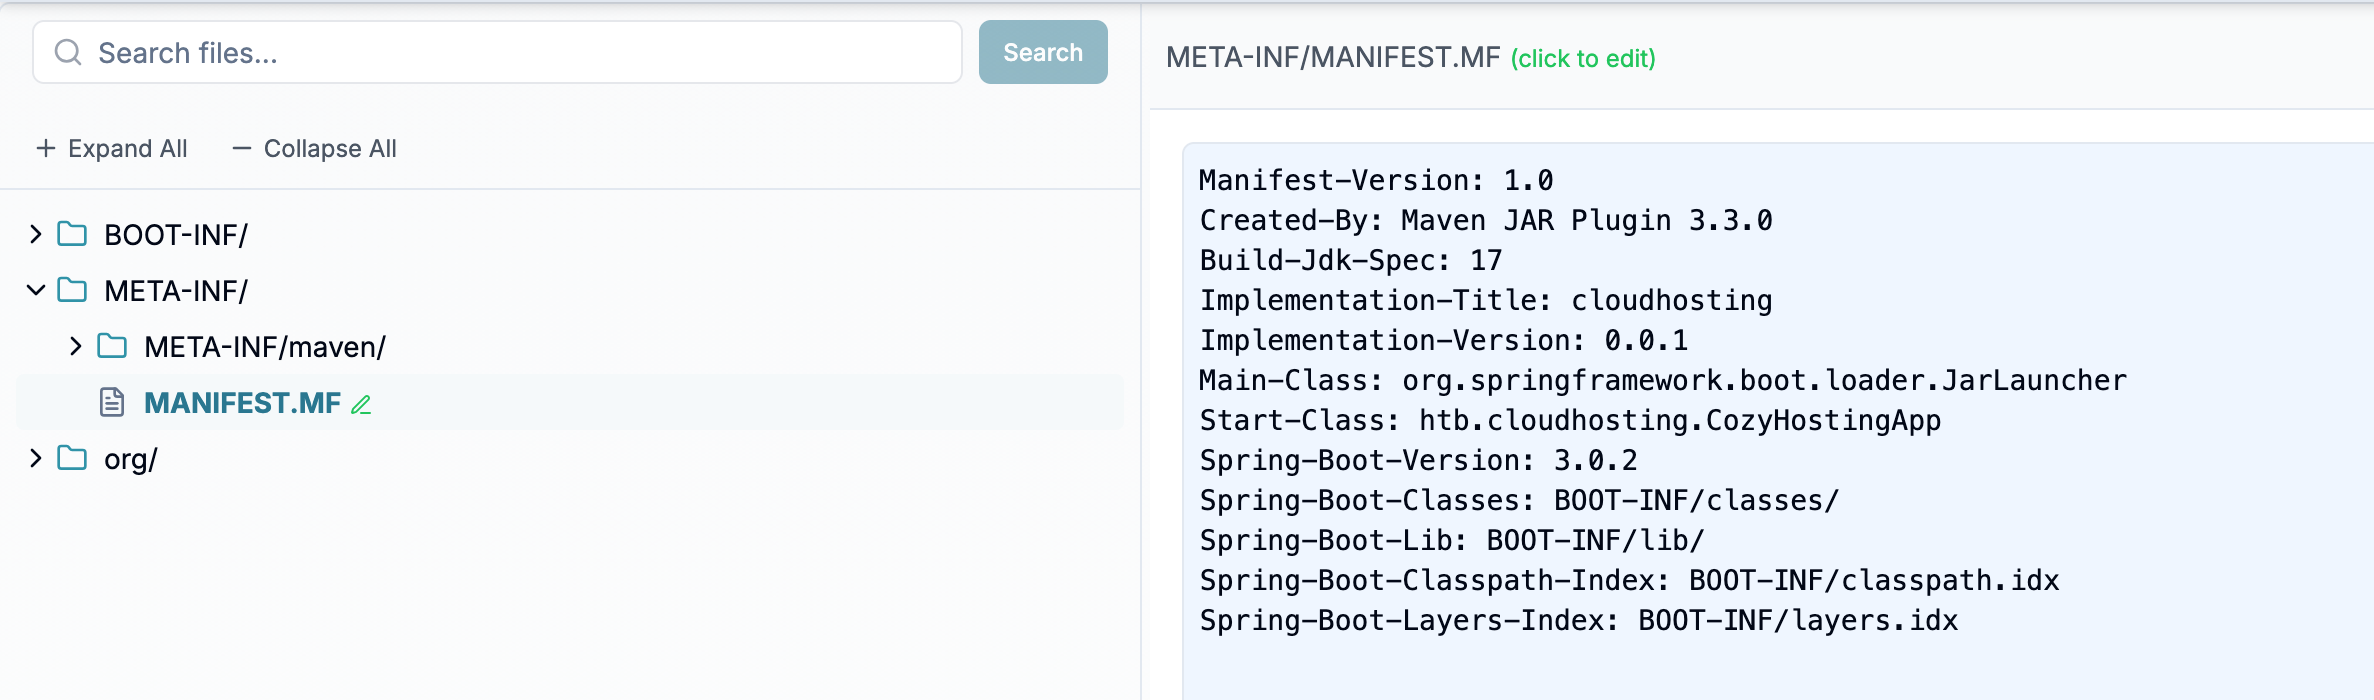 Search files...
Search
+ Expand All
− Collapse All
BOOT-INF/
META-INF/
META-INF/maven/
MANIFEST.MF
org/
META-INF/MANIFEST.MF (click to edit)
Manifest-Version: 1.0
Created-By: Maven JAR Plugin 3.3.0
Build-Jdk-Spec: 17
Implementation-Title: cloudhosting
Implementation-Version: 0.0.1
Main-Class: org.springframework.boot.loader.JarLauncher
Start-Class: htb.cloudhosting.CozyHostingApp
Spring-Boot-Version: 3.0.2
Spring-Boot-Classes: BOOT-INF/classes/
Spring-Boot-Lib: BOOT-INF/lib/
Spring-Boot-Classpath-Index: BOOT-INF/classpath.idx
Spring-Boot-Layers-Index: BOOT-INF/layers.idx